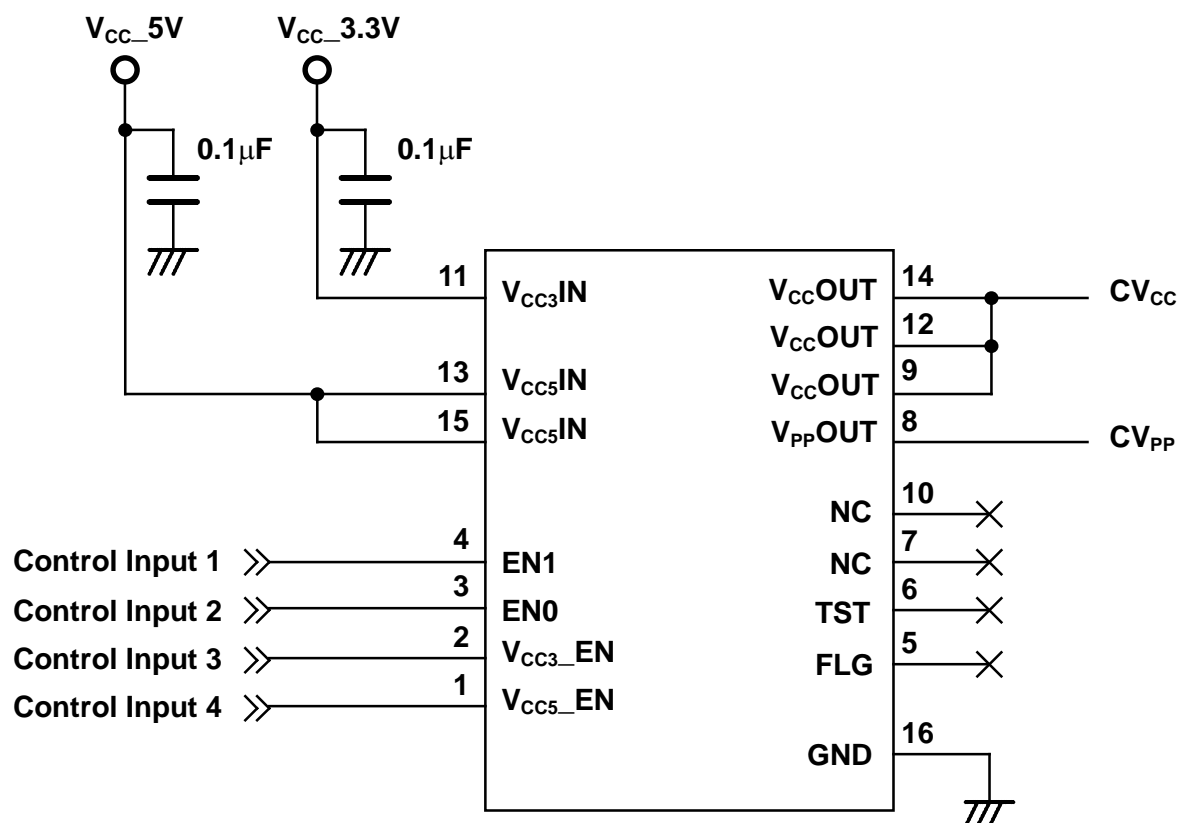 VCC_5V VCC_3.3V
0.1μF 0.1μF
11 VCC3IN VCCOUT 14 CVCC
VCCOUT 12
13 VCC5IN VCCOUT 9
15 VCC5IN VPPOUT 8 CVPP
NC 10
Control Input 1 4 EN1 NC 7
Control Input 2 3 EN0 TST 6
Control Input 3 2 VCC3_EN FLG 5
Control Input 4 1 VCC5_EN
GND 16